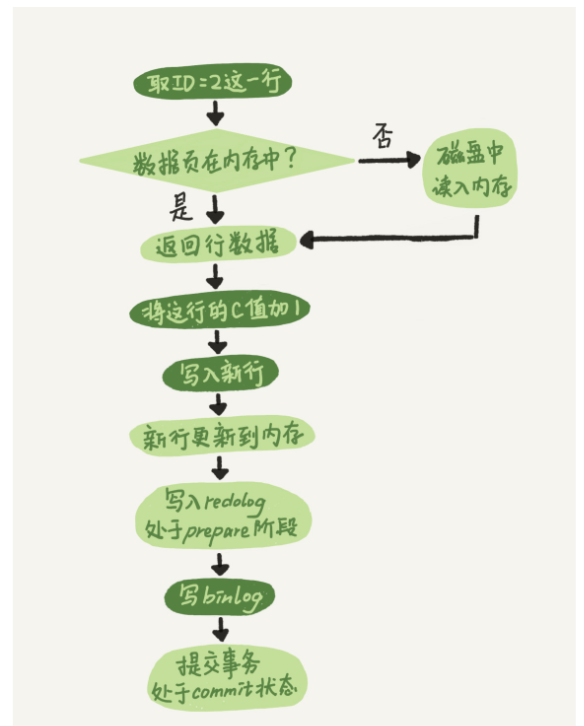 取ID=2这一行
数据页在内存中？
否
磁盘中
读入内存
是
返回行数据
将这行的C值加1
写入新行
新行更新到内存
写入redolog
处于prepare阶段
写binlog
提交事务
处于commit状态